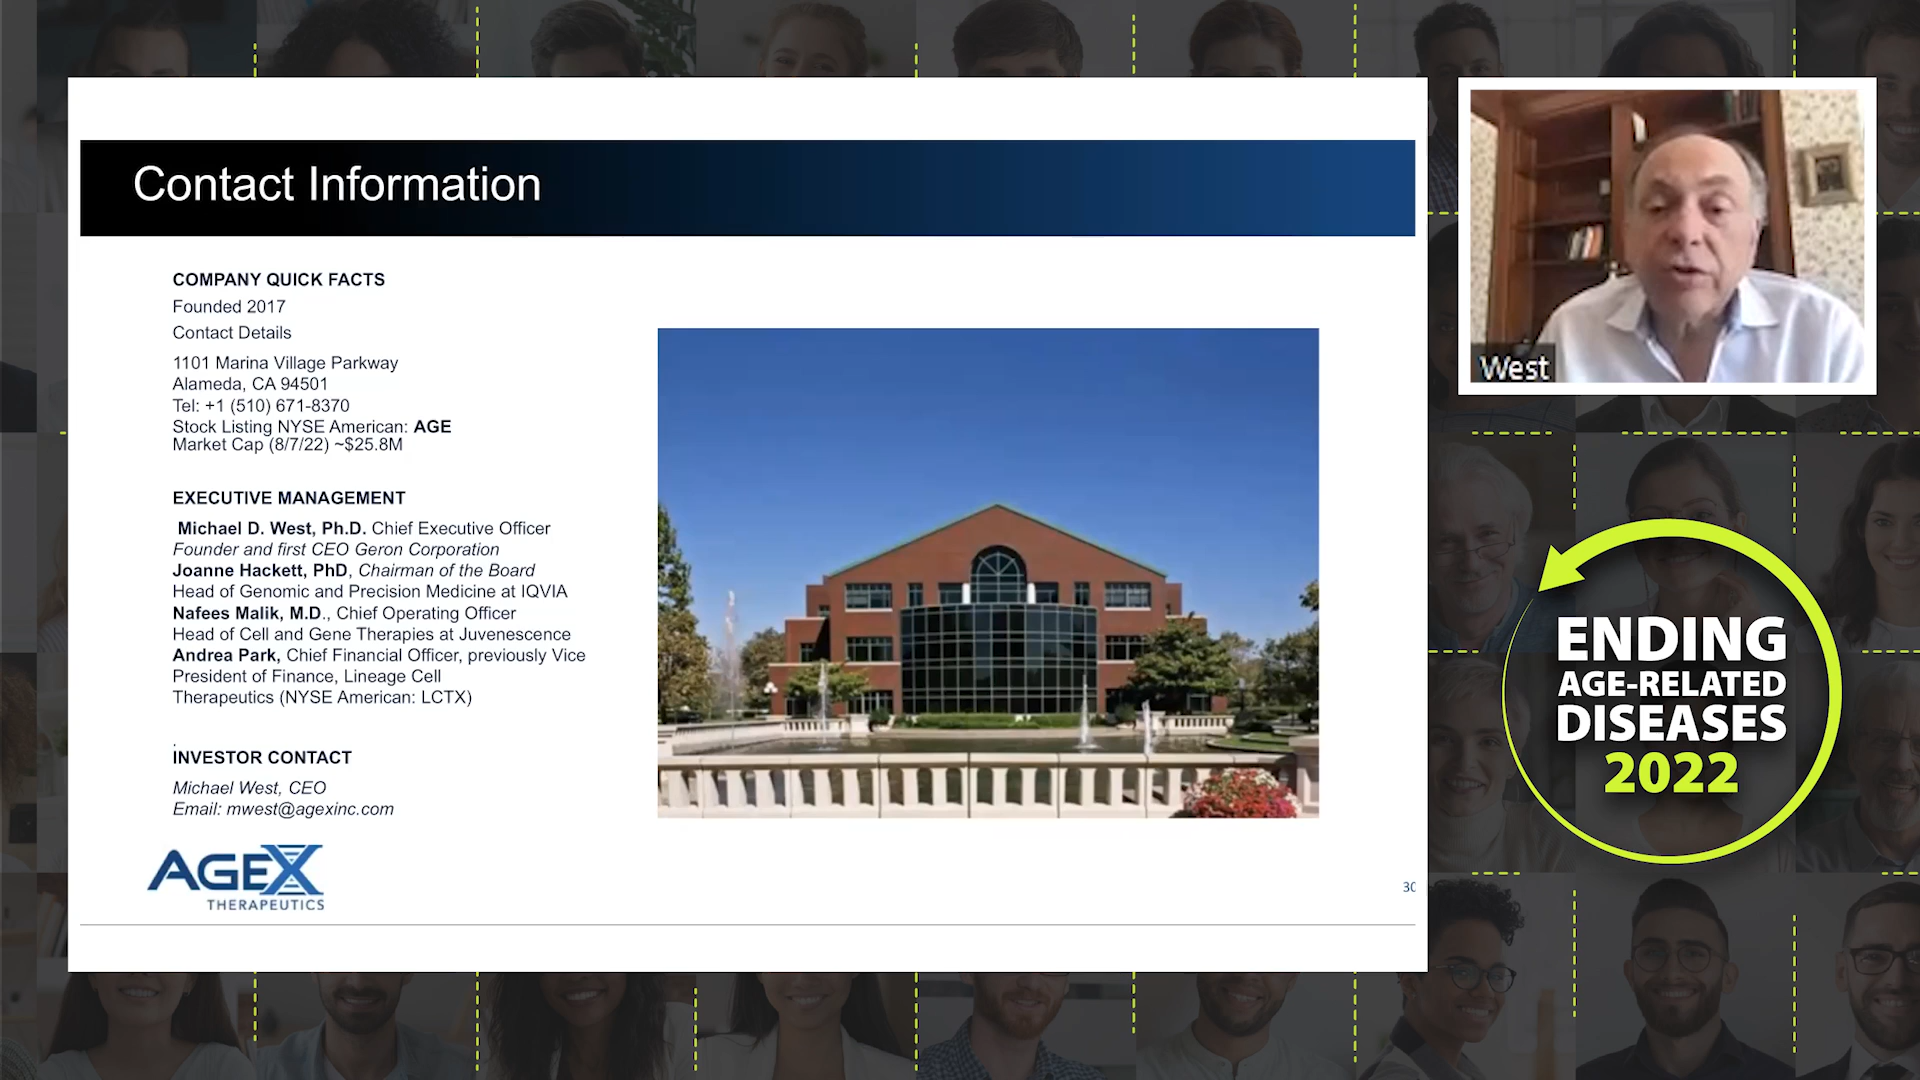 Contact Information
COMPANY QUICK FACTS
Founded 2017
Contact Details
1101 Marina Village Parkway
Alameda, CA 94501
Tel: +1 (510) 671-8370
Stock Listing NYSE American: AGE
Market Cap (8/7/22) ~$25.8M
EXECUTIVE MANAGEMENT
Michael D. West, Ph.D. Chief Executive Officer
Founder and first CEO Geron Corporation
Joanne Hackett, PhD, Chairman of the Board
Head of Genomic and Precision Medicine at IQVIA
Nafees Malik, M.D., Chief Operating Officer
Head of Cell and Gene Therapies at Juvenescence
Andrea Park, Chief Financial Officer, previously Vice
President of Finance, Lineage Cell
Therapeutics (NYSE American: LCTX)
.
INVESTOR CONTACT
Michael West, CEO
Email: mwest@agexinc.com
AGEX
THERAPEUTICS
30
West
ENDING
AGE-RELATED
DISEASES
2022